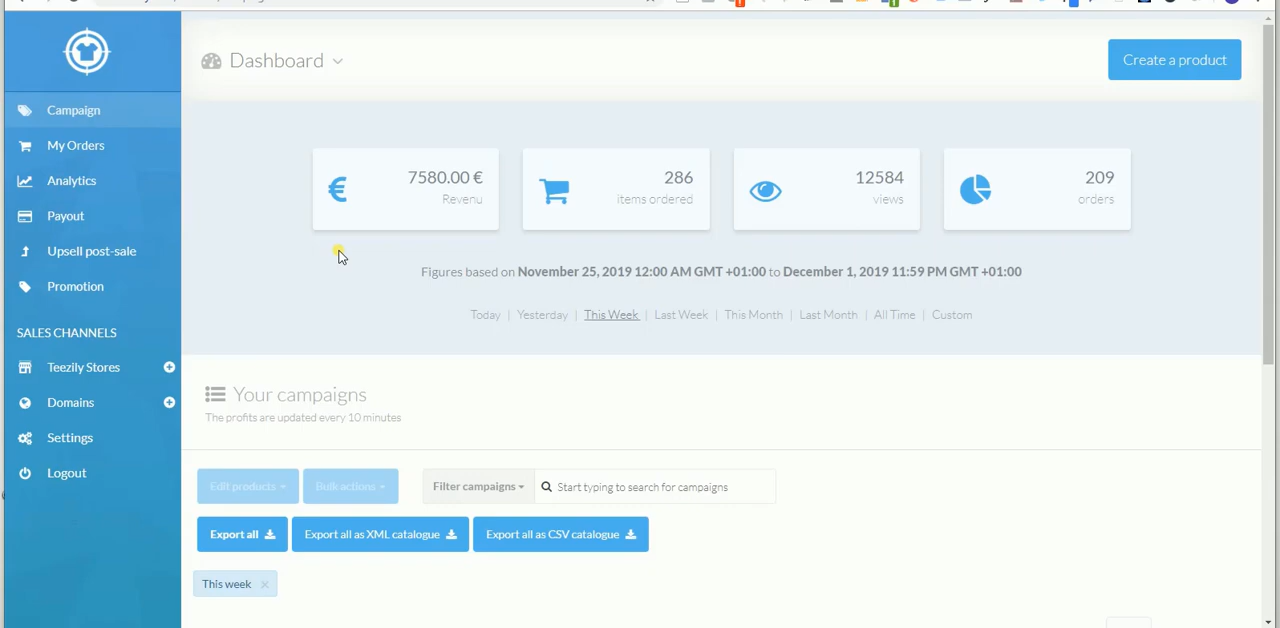 Dashboard
Create a product
Campaign
My Orders
Analytics
Payout
Upsell post-sale
Promotion
SALES CHANNELS
Teezily Stores
Domains
Settings
Logout
7580.00 €
Revenu
286
items ordered
12584
views
209
orders
Figures based on November 25, 2019 12:00 AM GMT +01:00 to December 1, 2019 11:59 PM GMT +01:00
Today | Yesterday | This Week | Last Week | This Month | Last Month | All Time | Custom
Your campaigns
The profits are updated every 10 minutes
Edit products Bulk actions Filter campaigns Start typing to search for campaigns
Export all Export all as XML catalogue Export all as CSV catalogue
This week ×